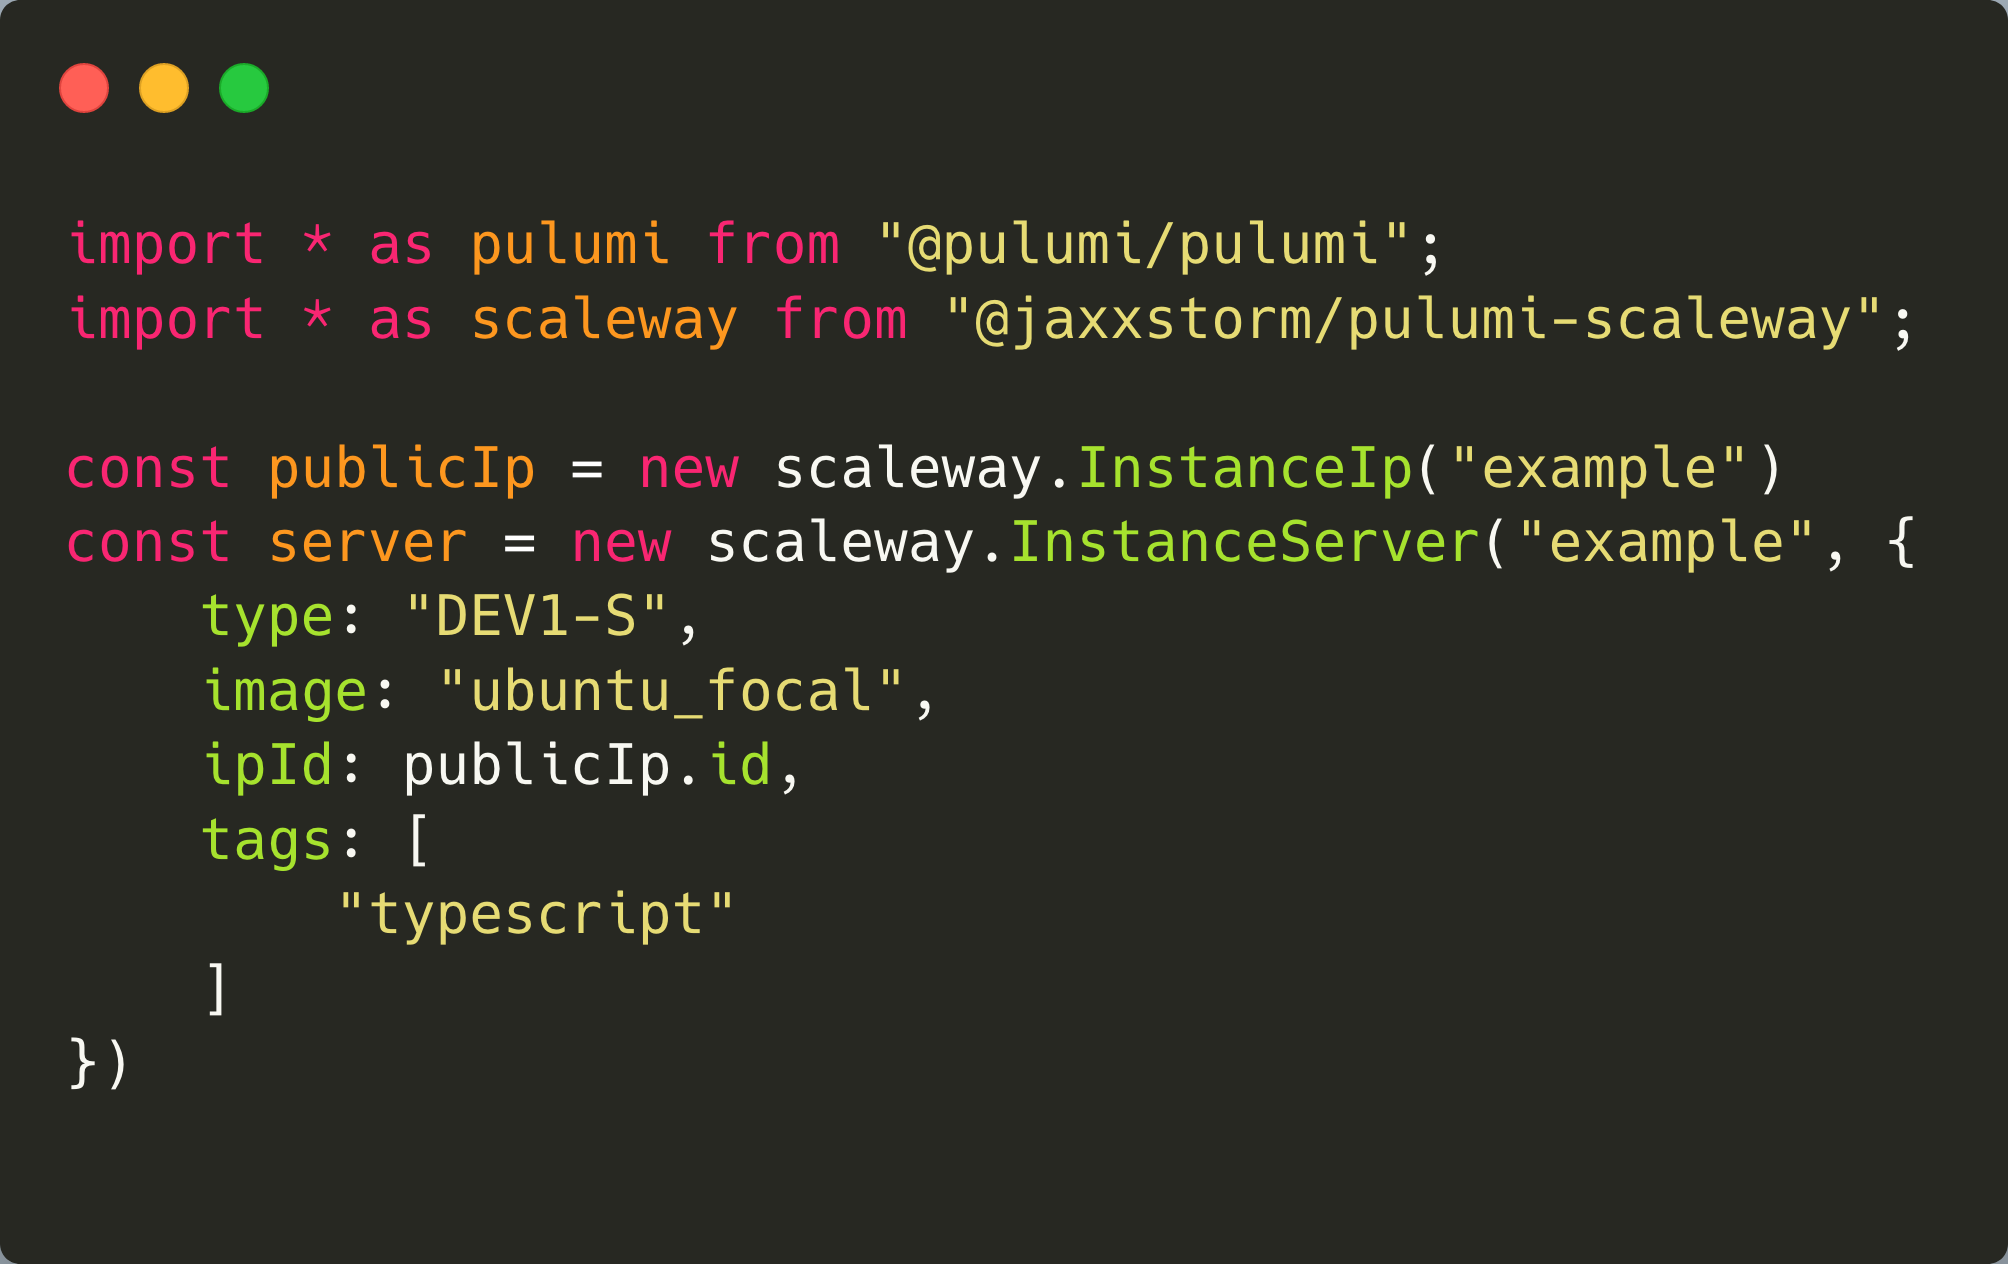 import * as pulumi from "@pulumi/pulumi";
import * as scaleway from "@jaxxstorm/pulumi-scaleway";

const publicIp = new scaleway.InstanceIp("example")
const server = new scaleway.InstanceServer("example", {
    type: "DEV1-S",
    image: "ubuntu_focal",
    ipId: publicIp.id,
    tags: [
        "typescript"
    ]
})